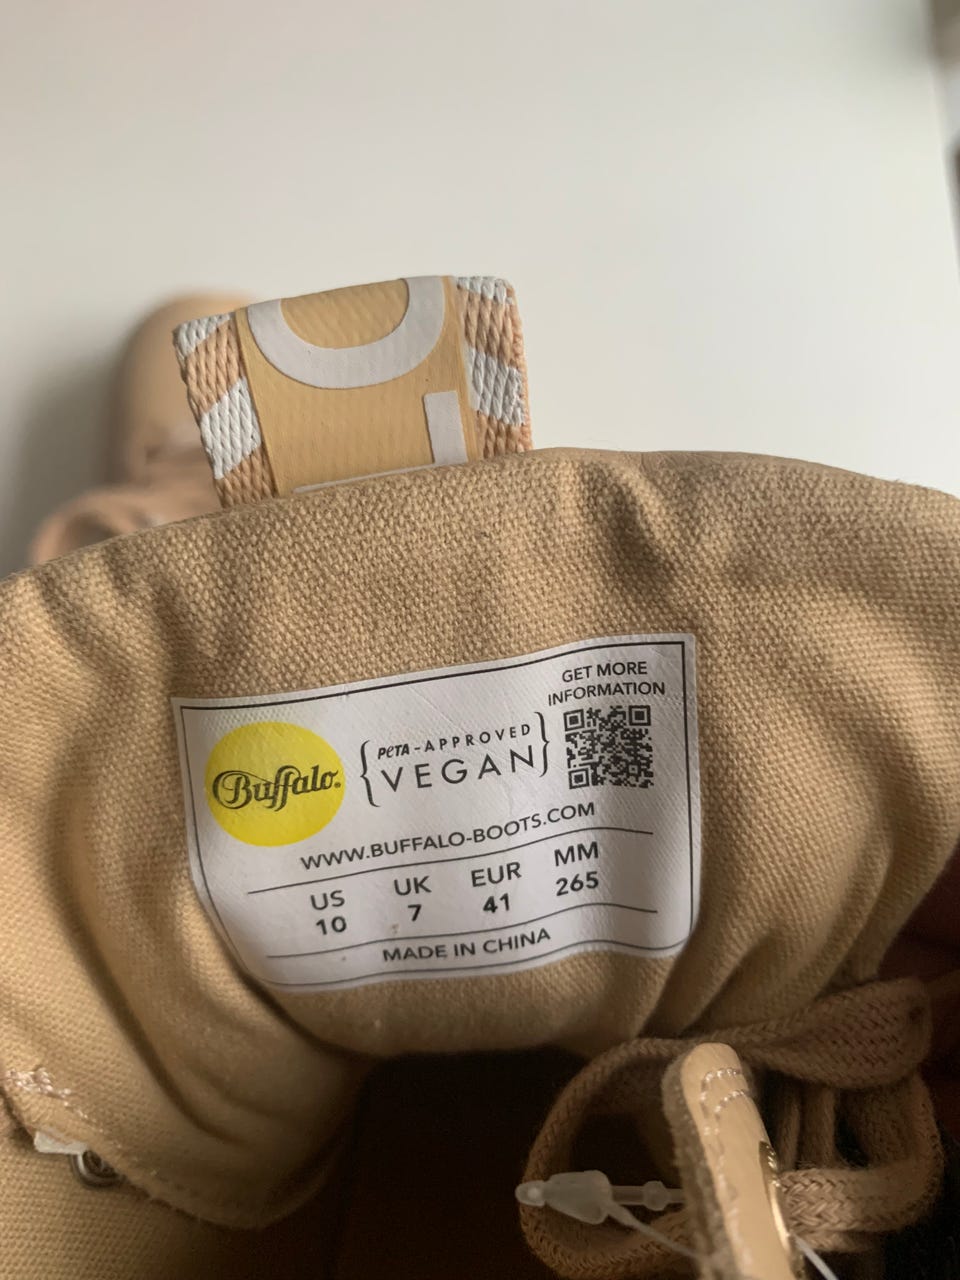 GET MORE
INFORMATION
Buffalo®
PETA-APPROVED
VEGAN
WWW.BUFFALO-BOOTS.COM
US UK EUR MM
10 7 41 265
MADE IN CHINA